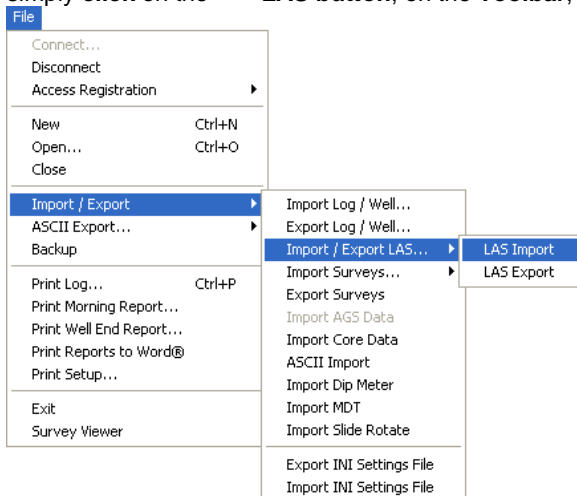 simply click on the LAS button, on the Toolbar,
File
Connect...
Disconnect
Access Registration
New Ctrl+N
Open... Ctrl+O
Close
Import / Export
ASCII Export...
Backup
Print Log... Ctrl+P
Print Morning Report...
Print Well End Report...
Print Reports to Word®
Print Setup...
Exit
Survey Viewer
Import Log / Well...
Export Log / Well...
Import / Export LAS...
Import Surveys...
Export Surveys
Import AGS Data
Import Core Data
ASCII Import
Import Dip Meter
Import MDT
Import Slide Rotate
Export INI Settings File
Import INI Settings File
LAS Import
LAS Export